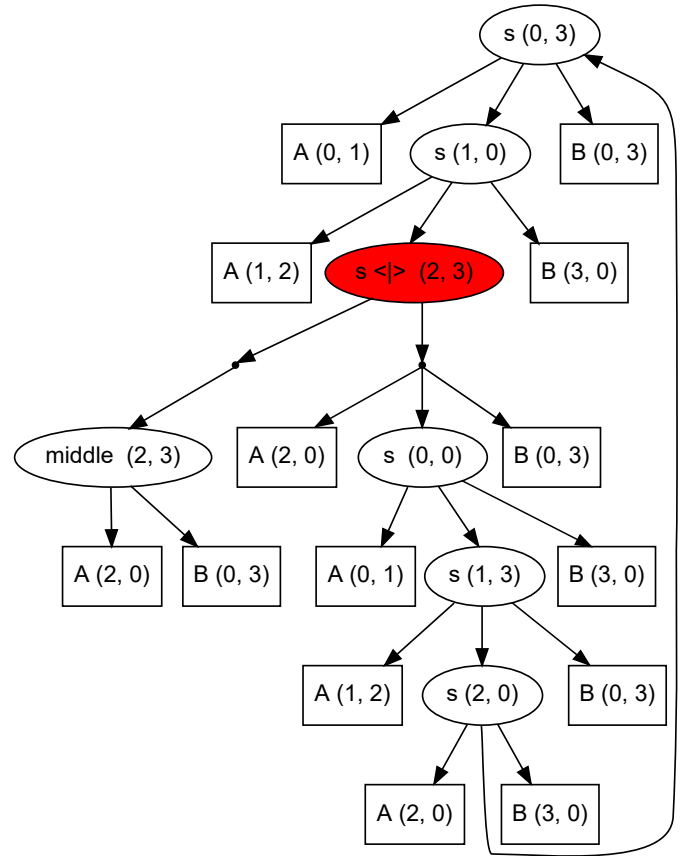 s (0, 3)
A (0, 1)
s (1, 0)
B (0, 3)
A (1, 2)
s <|> (2, 3)
B (3, 0)
middle (2, 3)
A (2, 0)
s (0, 0)
B (0, 3)
A (2, 0)
B (0, 3)
A (0, 1)
s (1, 3)
B (3, 0)
A (1, 2)
s (2, 0)
B (0, 3)
A (2, 0)
B (3, 0)